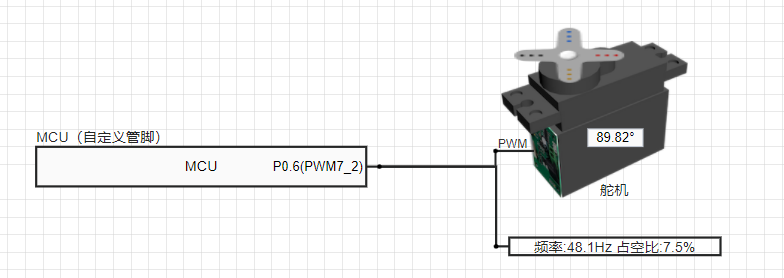 MCU（自定义管脚）
MCU P0.6(PWM7_2)
PWM
89.82°
舵机
频率:48.1Hz 占空比:7.5%